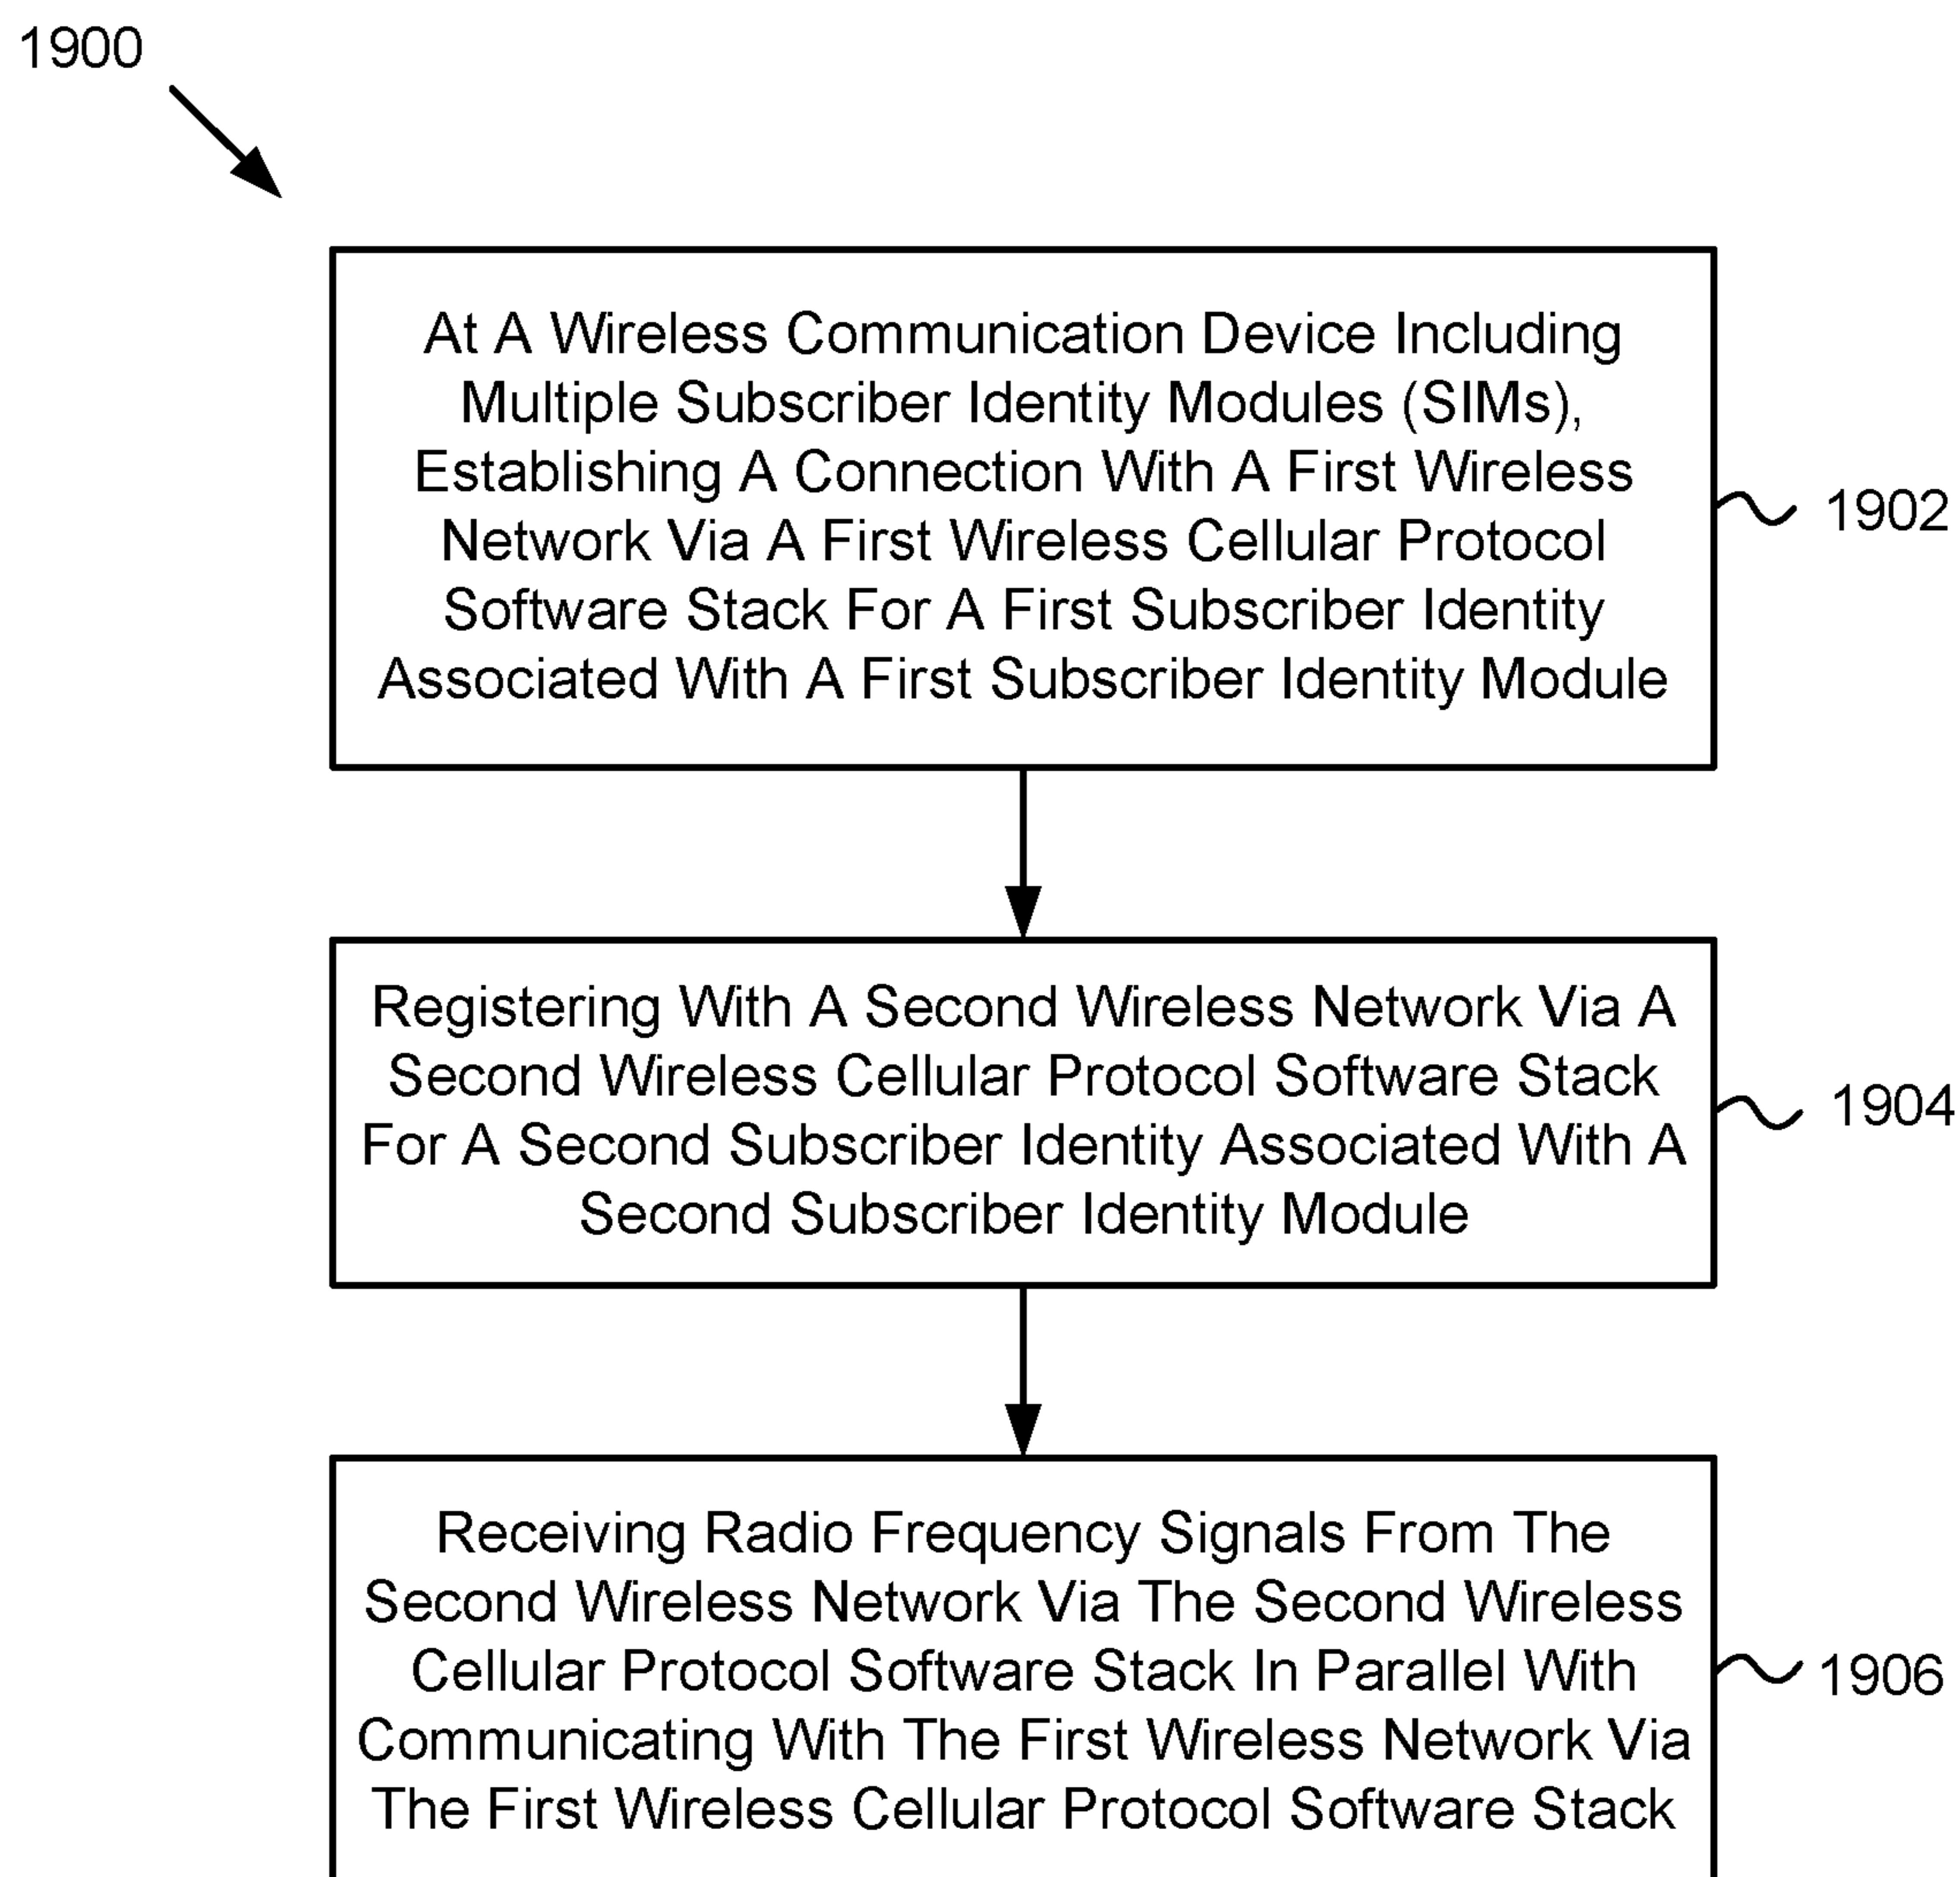 1900
At A Wireless Communication Device Including
Multiple Subscriber Identity Modules (SIMs),
Establishing A Connection With A First Wireless
Network Via A First Wireless Cellular Protocol
Software Stack For A First Subscriber Identity
Associated With A First Subscriber Identity Module
1902
Registering With A Second Wireless Network Via A
Second Wireless Cellular Protocol Software Stack
For A Second Subscriber Identity Associated With A
Second Subscriber Identity Module
1904
Receiving Radio Frequency Signals From The
Second Wireless Network Via The Second Wireless
Cellular Protocol Software Stack In Parallel With
Communicating With The First Wireless Network Via
The First Wireless Cellular Protocol Software Stack
1906